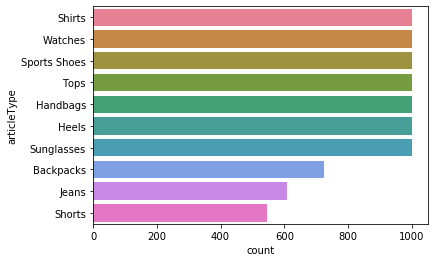 Shirts
Watches
Sports Shoes
Tops
Handbags
Heels
Sunglasses
Backpacks
Jeans
Shorts
articleType
0 200 400 600 800 1000
count